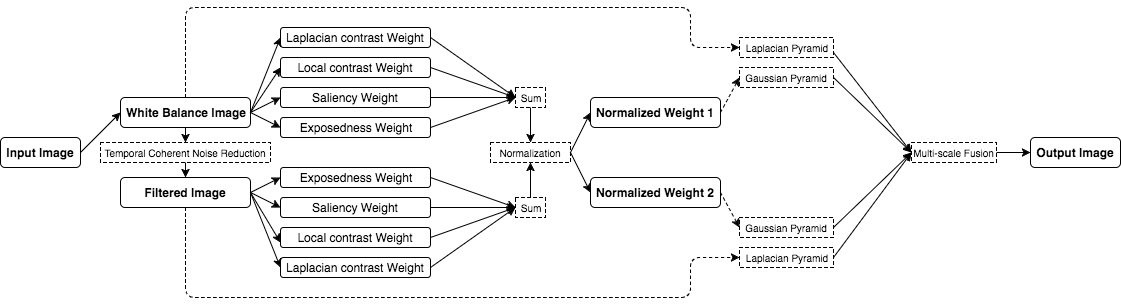 Input Image
White Balance Image
Temporal Coherent Noise Reduction
Filtered Image
Laplacian contrast Weight
Local contrast Weight
Saliency Weight
Exposedness Weight
Exposedness Weight
Saliency Weight
Local contrast Weight
Laplacian contrast Weight
Sum
Normalization
Sum
Normalized Weight 1
Normalized Weight 2
Laplacian Pyramid
Gaussian Pyramid
Gaussian Pyramid
Laplacian Pyramid
Multi-scale Fusion
Output Image